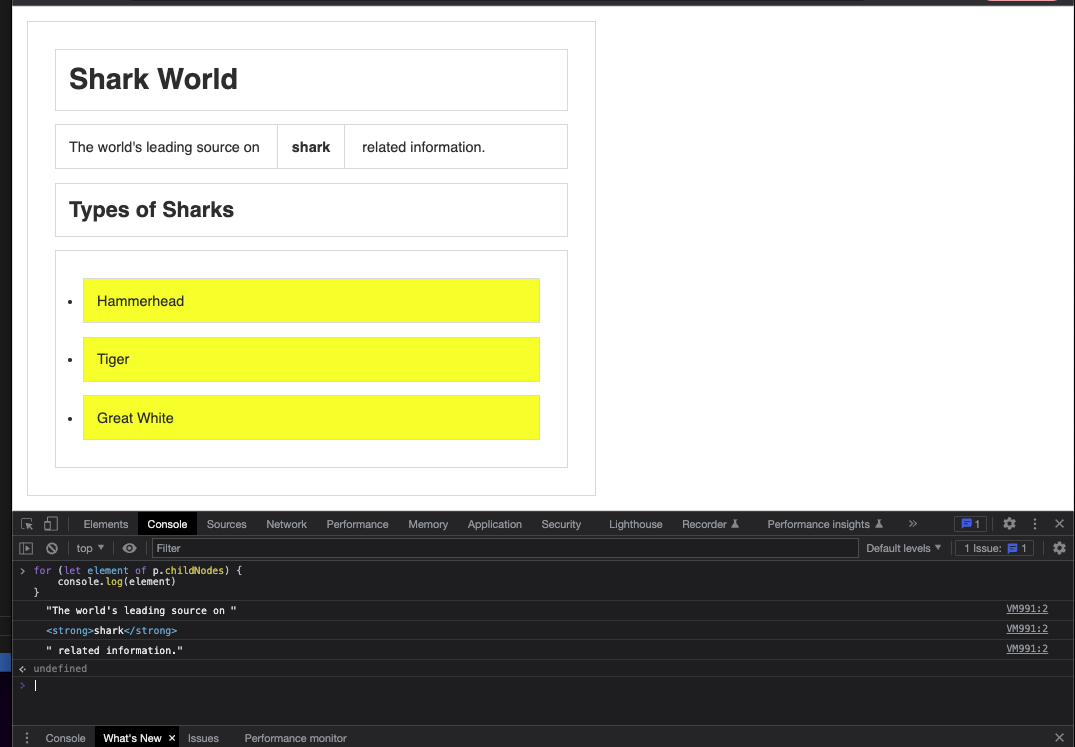 Shark World
The world's leading source on shark related information.
Types of Sharks
• Hammerhead
• Tiger
• Great White
Elements Console Sources Network Performance Memory Application Security Lighthouse Recorder Performance insights » 1
top Filter Default levels 1 Issue: 1
> for (let element of p.childNodes) {
console.log(element)
}
"The world's leading source on " VM991:2
<strong>shark</strong> VM991:2
" related information." VM991:2
undefined
>
Console What's New × Issues Performance monitor